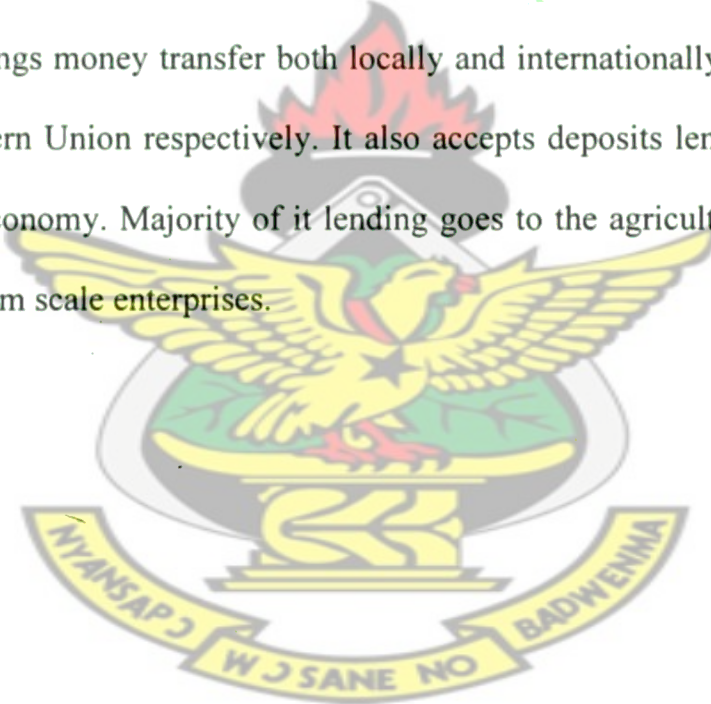 ngs money transfer both locally and internationally
ern Union respectively. It also accepts deposits len
conomy. Majority of it lending goes to the agricult
m scale enterprises.
NYANSAPƆ
WƆSANE NO
BADWENMA